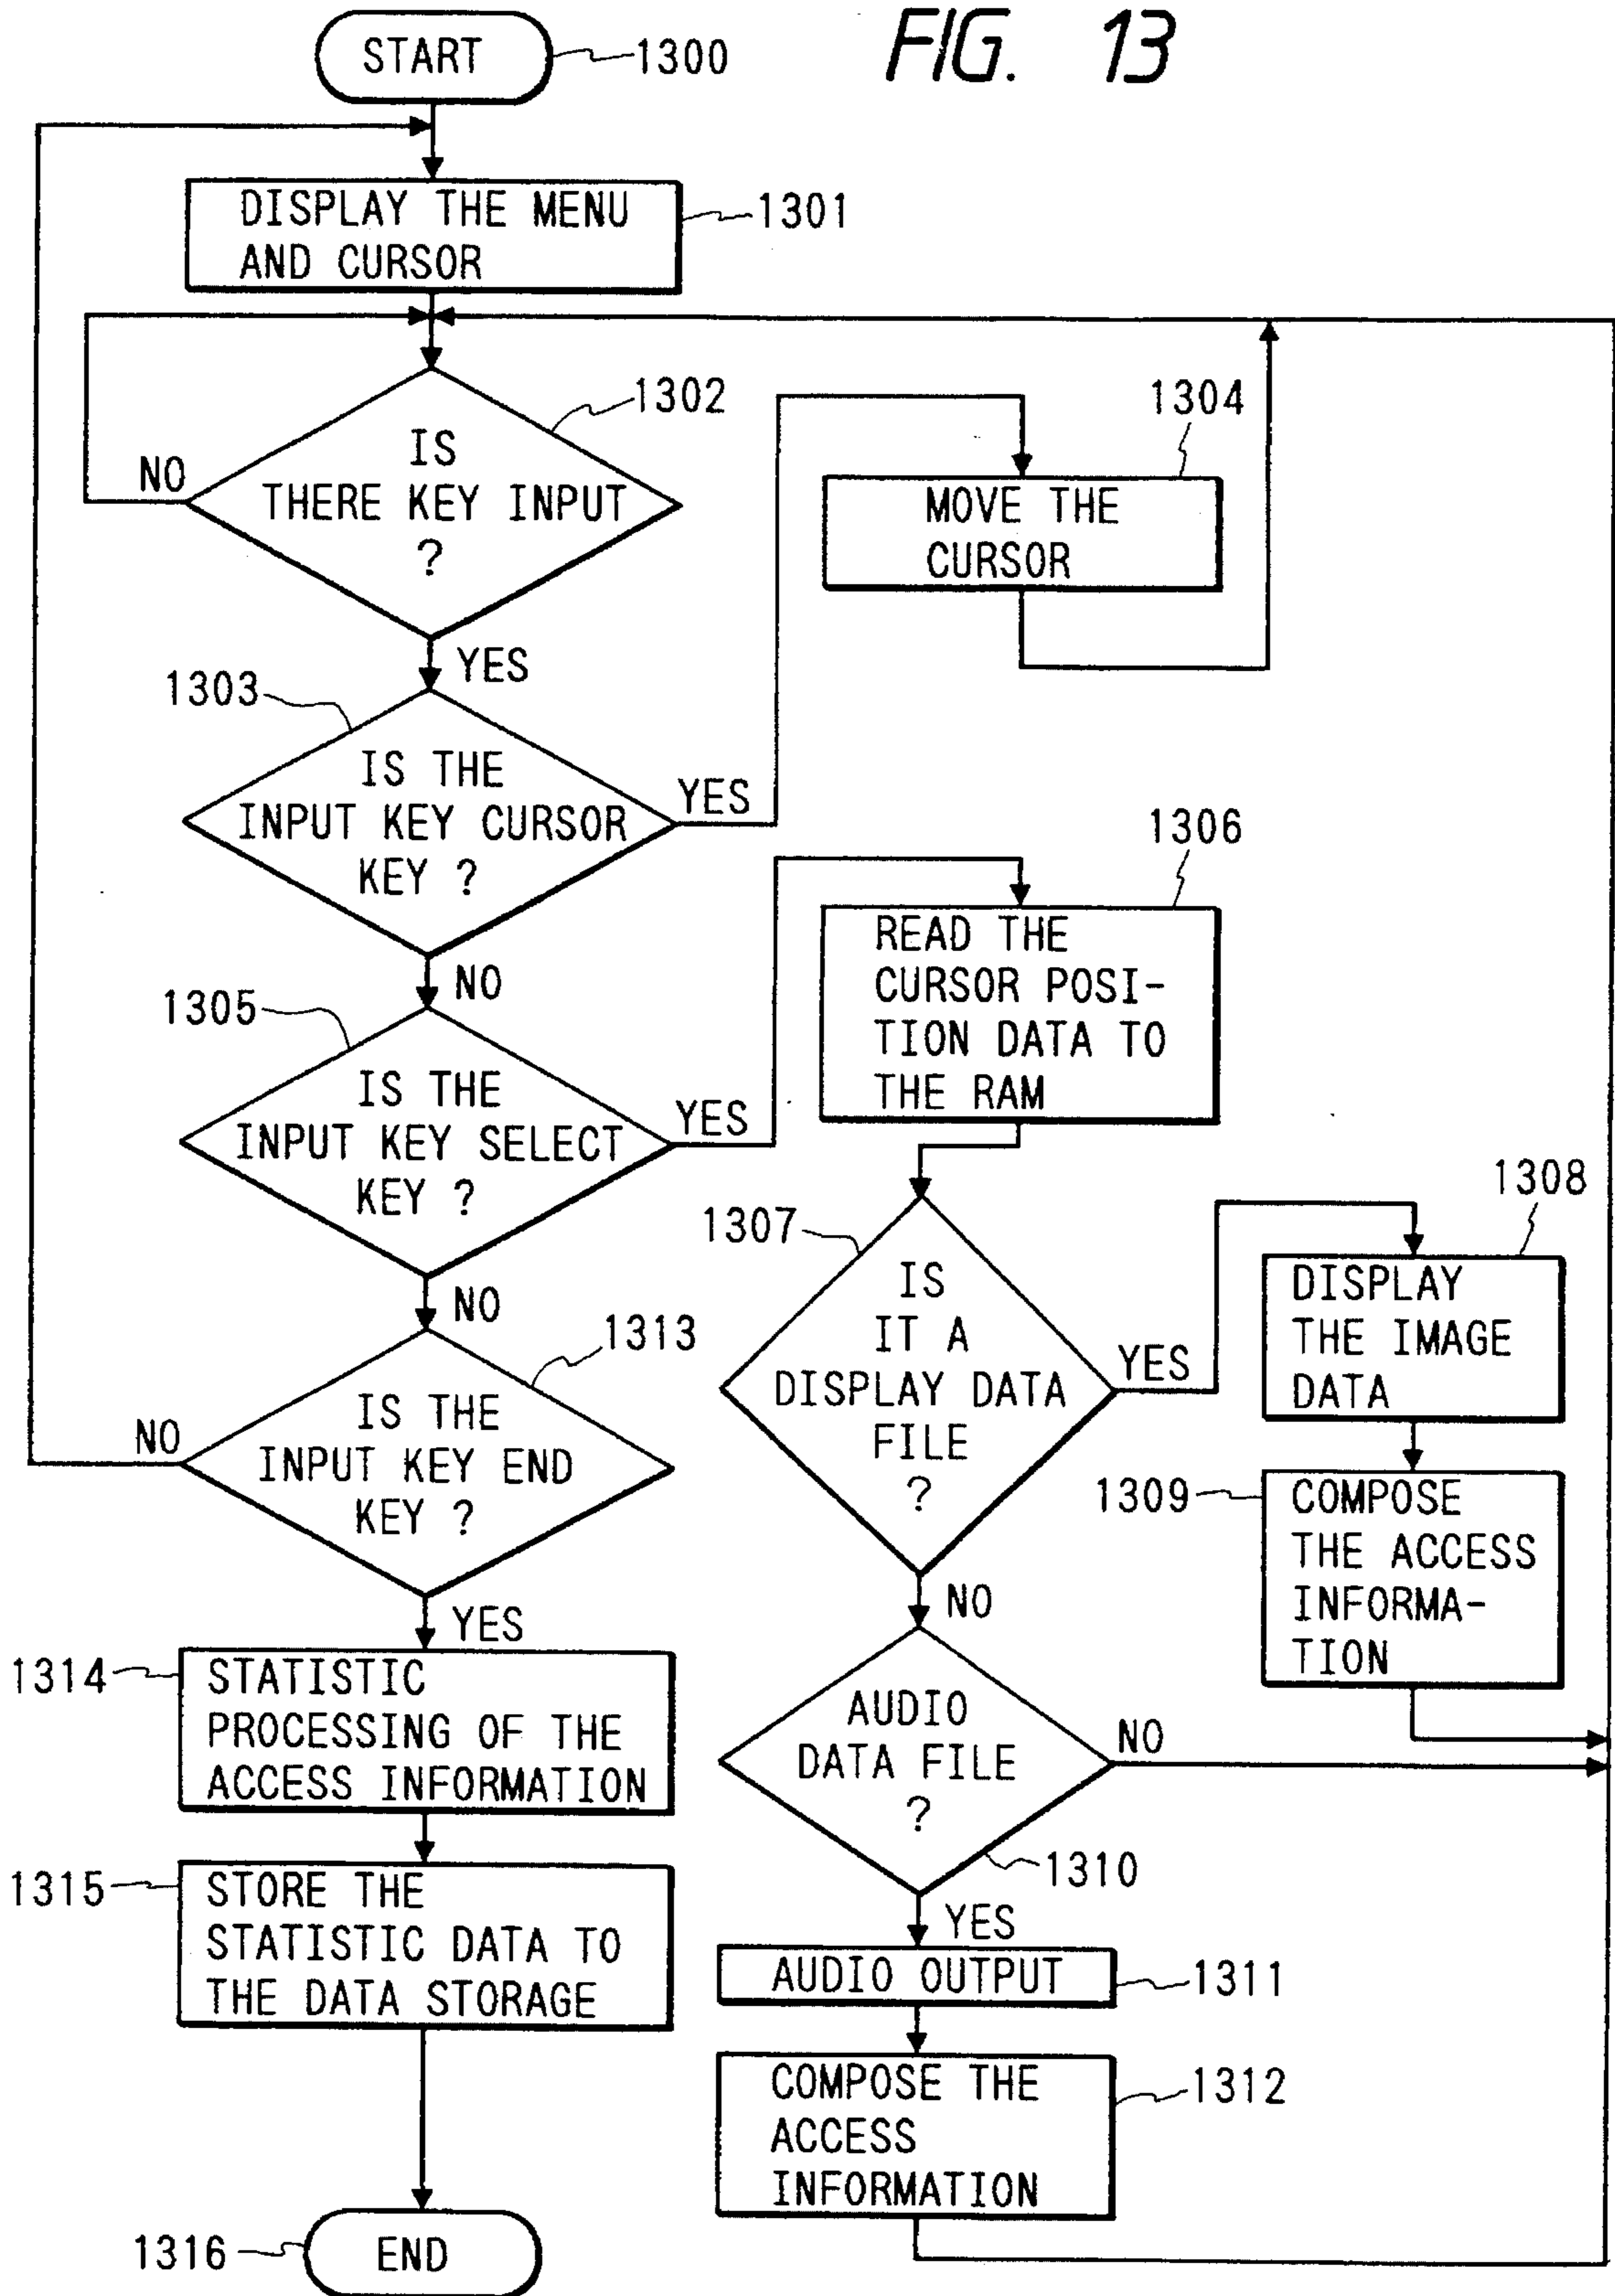 FIG. 13
START
1300
DISPLAY THE MENU
AND CURSOR
1301
1302
IS
THERE KEY INPUT
?
NO
YES
1304
MOVE THE
CURSOR
1303
IS THE
INPUT KEY CURSOR
KEY ?
YES
NO
1305
IS THE
INPUT KEY SELECT
KEY ?
YES
NO
1306
READ THE
CURSOR POSI-
TION DATA TO
THE RAM
1307
IS
IT A
DISPLAY DATA
FILE
?
YES
NO
1308
DISPLAY
THE IMAGE
DATA
1309
COMPOSE
THE ACCESS
INFORMA-
TION
1313
IS THE
INPUT KEY END
KEY ?
NO
YES
AUDIO
DATA FILE
?
NO
1310
YES
1314
STATISTIC
PROCESSING OF THE
ACCESS INFORMATION
1315
STORE THE
STATISTIC DATA TO
THE DATA STORAGE
AUDIO OUTPUT
1311
COMPOSE THE
ACCESS
INFORMATION
1312
1316
END